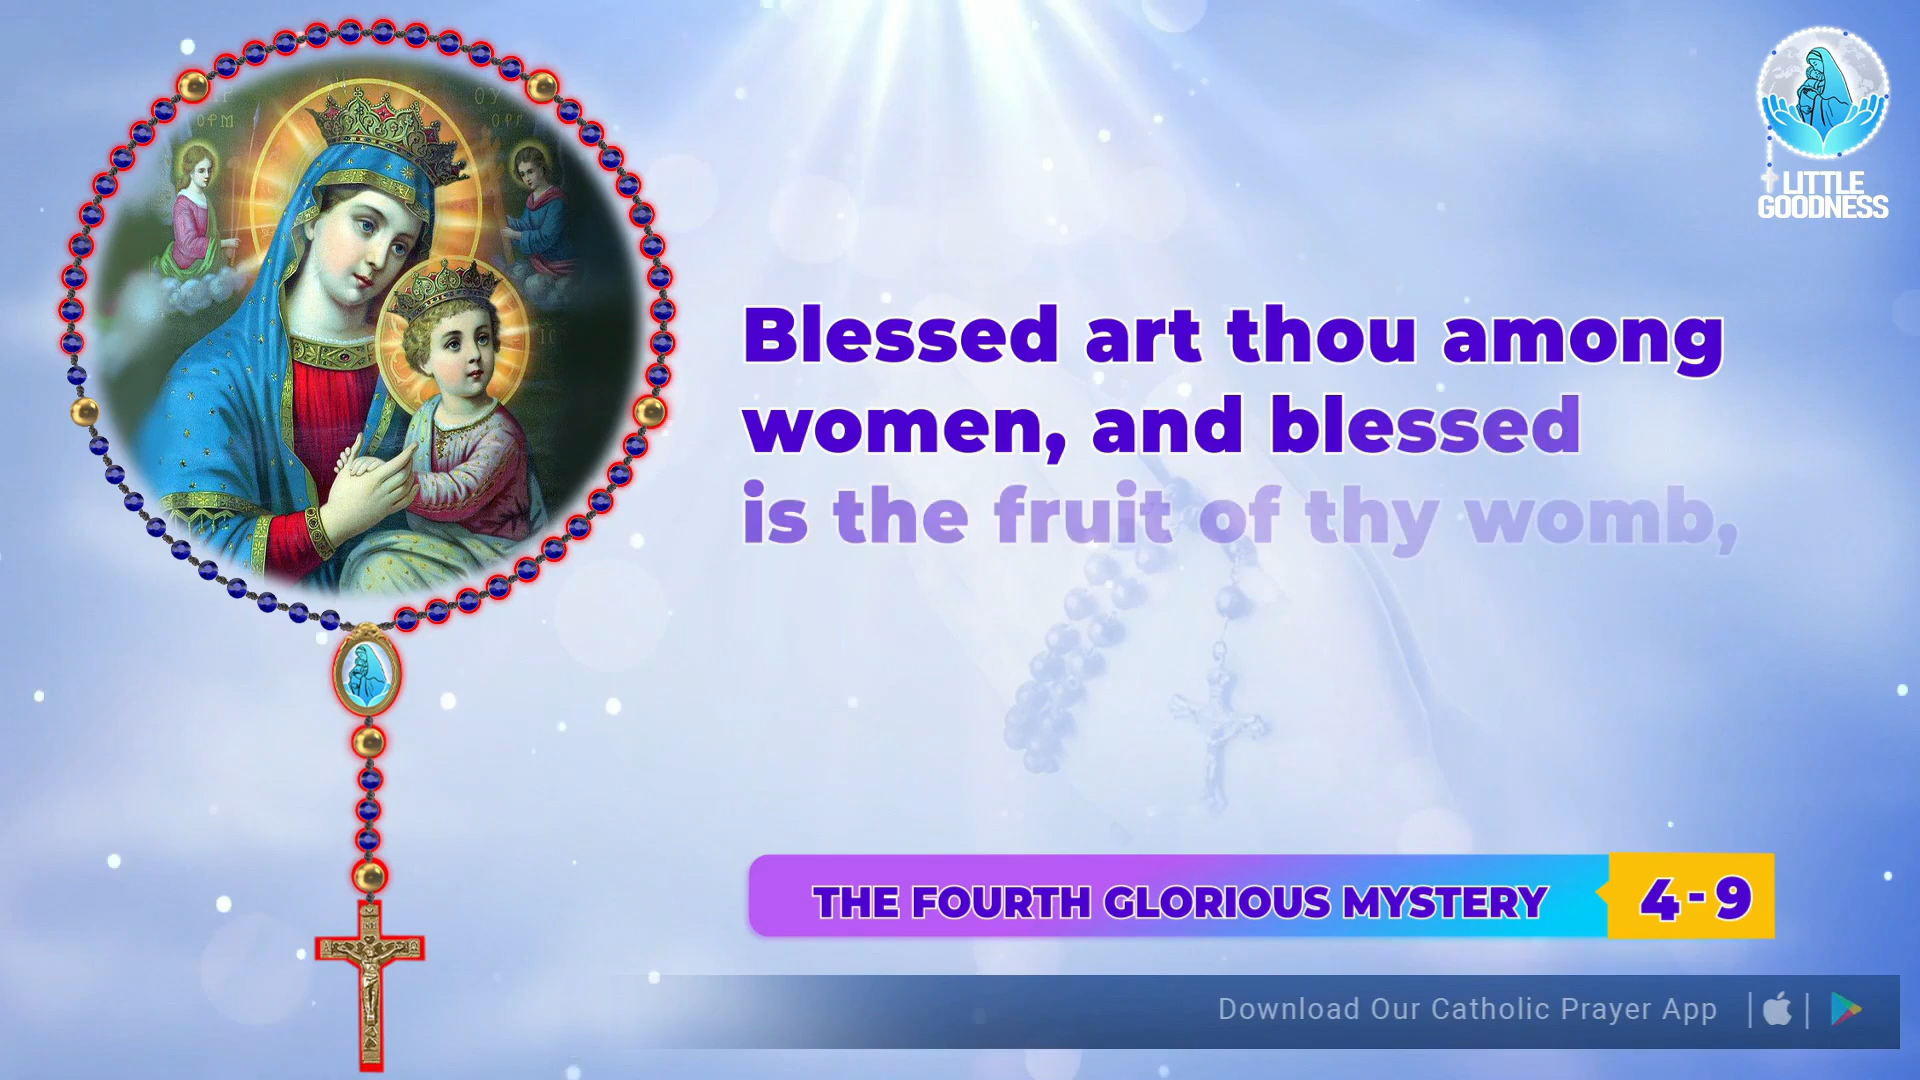 LITTLE
GOODNESS
Blessed art thou among
women, and blessed
is the fruit of thy womb,
THE FOURTH GLORIOUS MYSTERY
4-9
Download Our Catholic Prayer App